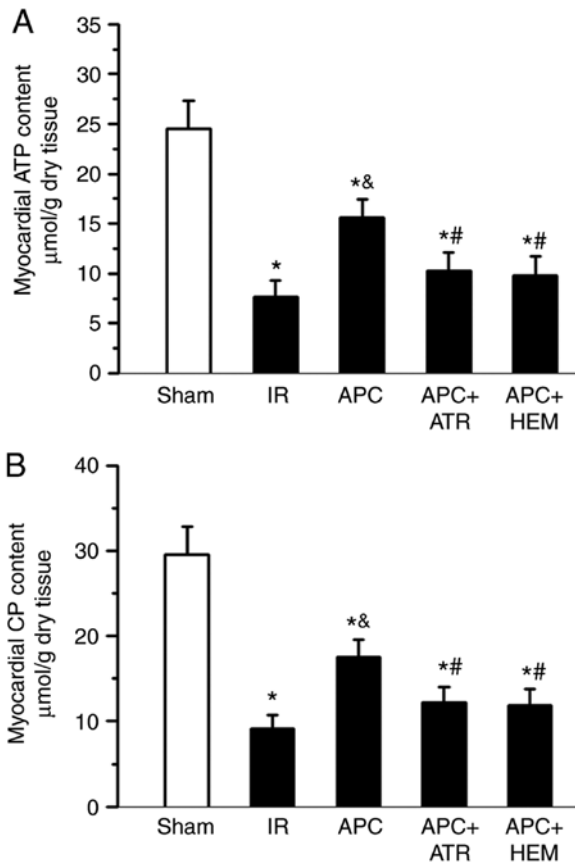 A
Myocardial ATP content
μmol/g dry tissue
35
30
25
20
15
10
5
0
*
*&
*#
*#
Sham
IR
APC
APC+
ATR
APC+
HEM
B
Myocardial CP content
μmol/g dry tissue
40
30
20
10
0
*
*&
*#
*#
Sham
IR
APC
APC+
ATR
APC+
HEM